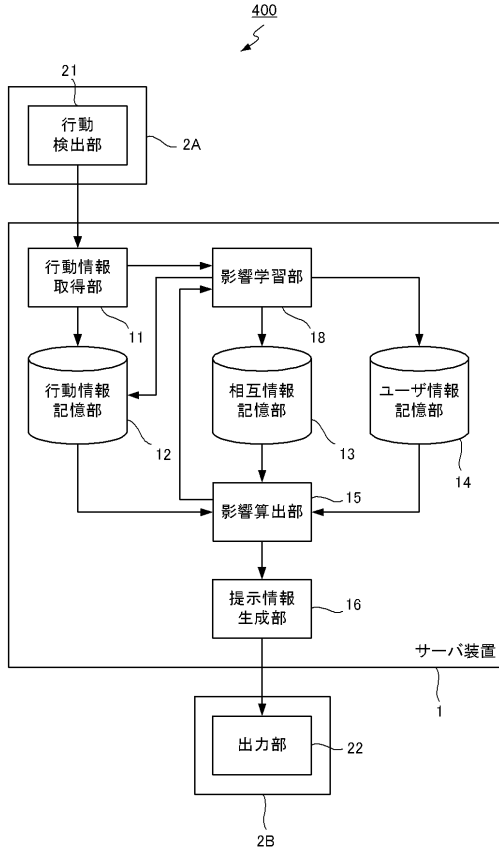 400
21
行動
検出部
2A
行動情報
取得部
11
影響学習部
18
行動情報
記憶部
12
相互情報
記憶部
13
ユーザ情報
記憶部
14
影響算出部
15
提示情報
生成部
16
サーバ装置
1
出力部
22
2B